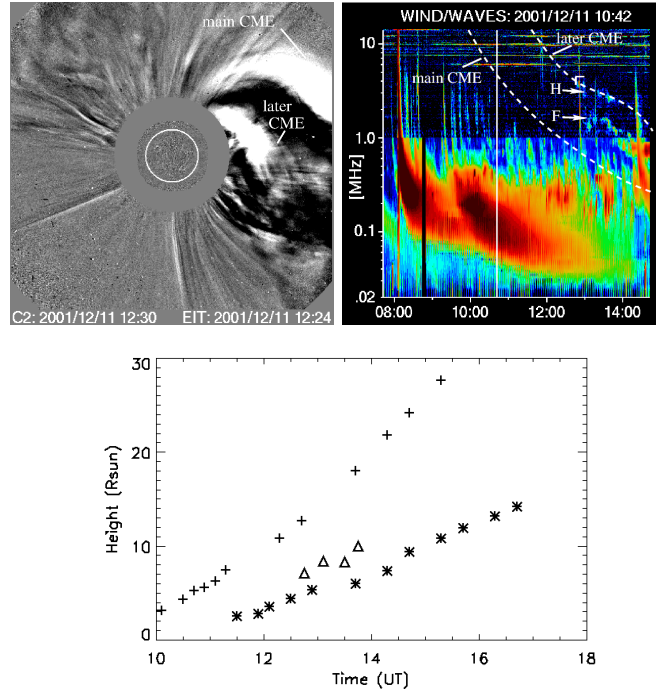 main CME
later
CME
C2: 2001/12/11 12:30 EIT: 2001/12/11 12:24
WIND/WAVES: 2001/12/11 10:42
10
1.0
0.1
.02
[MHz]
later CME
main CME
H
F
08:00 10:00 12:00 14:00
30
20
10
0
Height (Rsun)
10 12 14 16 18
Time (UT)